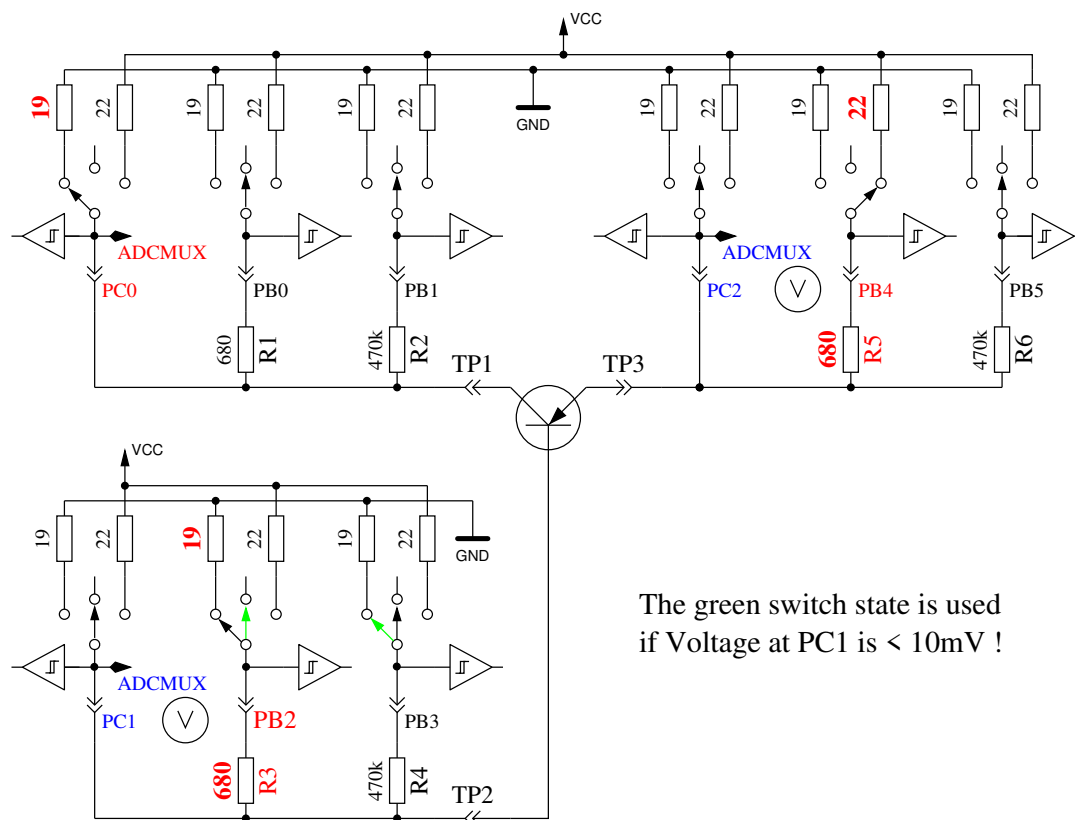 VCC
19
22
19
22
19
22
GND
19
22
19
22
19
22
ADCMUX
ADCMUX
PC0
PB0
PB1
PC2
V
PB4
PB5
680
R1
470k
R2
680
R5
470k
R6
TP1
TP3
VCC
19
22
19
22
19
22
GND
The green switch state is used
if Voltage at PC1 is < 10mV !
ADCMUX
PC1
V
PB2
PB3
680
R3
470k
R4
TP2